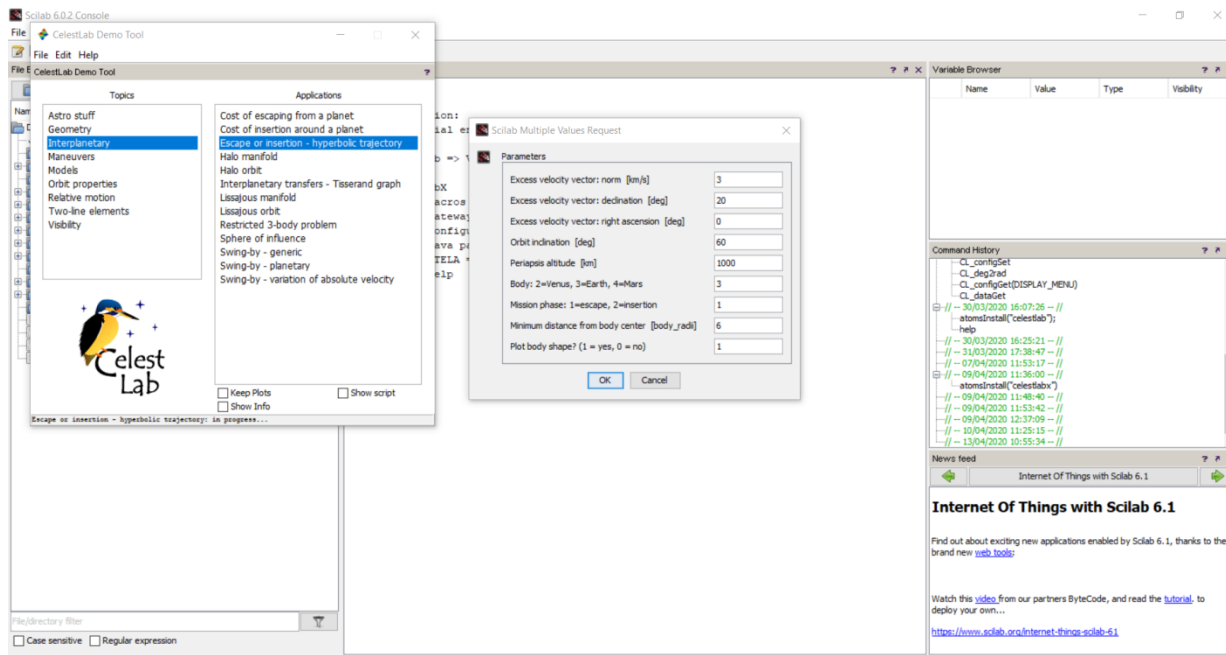 Scilab 6.0.2 Console
File
CelestLab Demo Tool
File Edit Help
CelestLab Demo Tool
?
Topics
Astro stuff
Geometry
Interplanetary
Maneuvers
Models
Orbit properties
Relative motion
Two-line elements
Visibility
Celest
Lab
Applications
Cost of escaping from a planet
Cost of insertion around a planet
Escape or insertion - hyperbolic trajectory
Halo manifold
Halo orbit
Interplanetary transfers - Tisserand graph
Lissajous manifold
Lissajous orbit
Restricted 3-body problem
Sphere of influence
Swing-by - generic
Swing-by - planetary
Swing-by - variation of absolute velocity
Keep Plots
Show script
Show Info
Escape or insertion - hyperbolic trajectory: in progress...
File/directory filter
Case sensitive
Regular expression
?
ion:
ial e
b =>
bX
acros
ateway
onfig
ava pa
TELA =
elp
Scilab Multiple Values Request
Parameters
Excess velocity vector: norm [km/s] 3
Excess velocity vector: declination [deg] 20
Excess velocity vector: right ascension [deg] 0
Orbit inclination [deg] 60
Periapsis altitude [km] 1000
Body: 2=Venus, 3=Earth, 4=Mars 3
Mission phase: 1=escape, 2=insertion 1
Minimum distance from body center [body_radii] 6
Plot body shape? (1 = yes, 0 = no) 1
OK Cancel
Variable Browser
?
Name Value Type Visibility
Command History
?
CL_configSet
CL_deg2rad
CL_configGet(DISPLAY_MENU)
CL_dataGet
// -- 30/03/2020 16:07:26 -- //
atomsInstall("celestlab");
help
// -- 30/03/2020 16:25:21 -- //
// -- 31/03/2020 17:38:47 -- //
// -- 07/04/2020 11:53:17 -- //
// -- 09/04/2020 11:36:00 -- //
atomsInstall("celestlabx")
// -- 09/04/2020 11:48:40 -- //
// -- 09/04/2020 11:53:42 -- //
// -- 09/04/2020 12:37:09 -- //
// -- 10/04/2020 11:25:15 -- //
// -- 13/04/2020 10:55:34 -- //
News feed
?
Internet Of Things with Scilab 6.1
Internet Of Things with Scilab 6.1
Find out about exciting new applications enabled by Scilab 6.1, thanks to the
brand new web tools:
Watch this video from our partners ByteCode, and read the tutorial. to
deploy your own...
https://www.scilab.org/internet-things-scilab-61